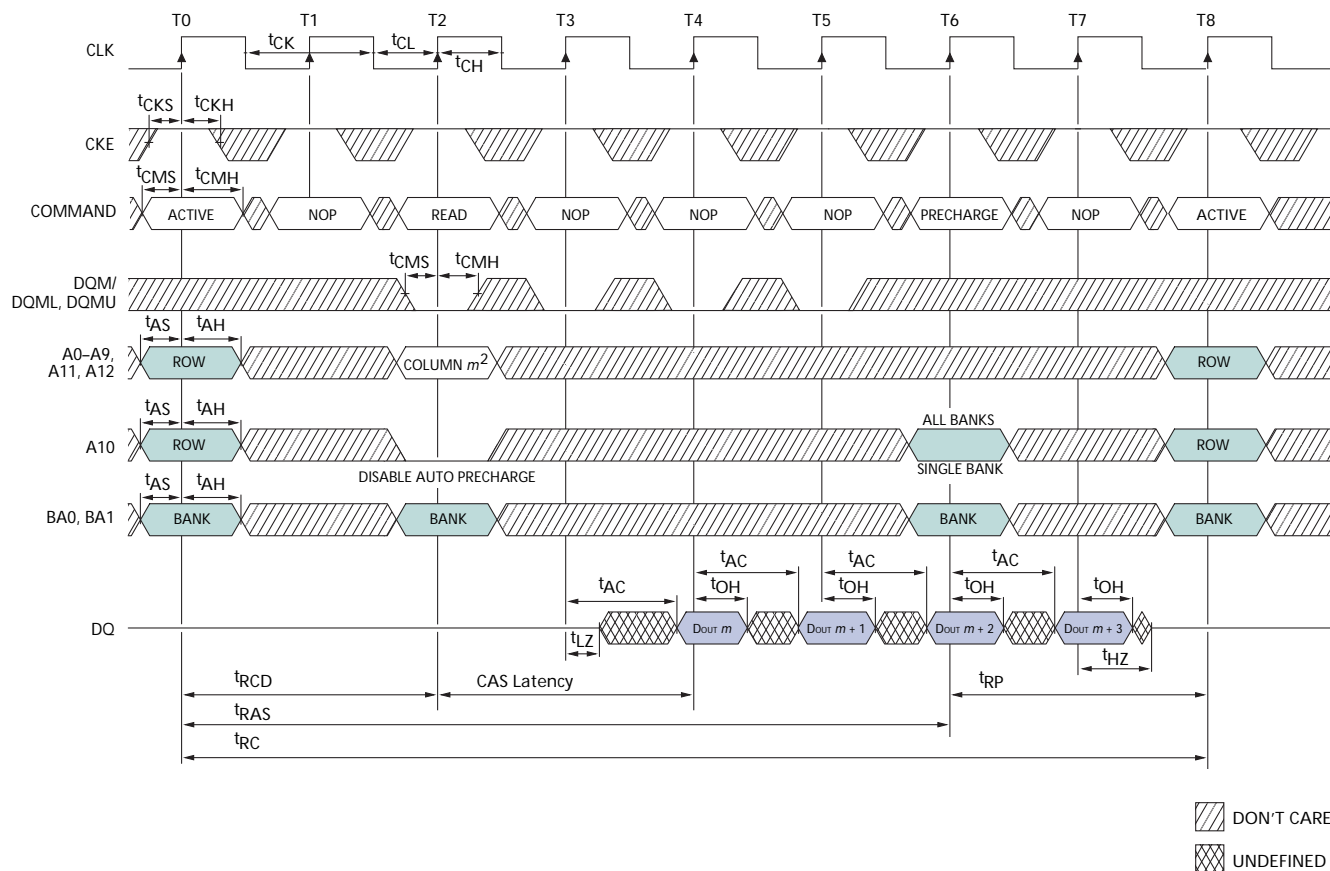 T0 T1 T2 T3 T4 T5 T6 T7 T8
CLK
tCK tCL
tCH
tCKS tCKH
CKE
tCMS tCMH
COMMAND ACTIVE NOP READ NOP NOP NOP PRECHARGE NOP ACTIVE
tCMS tCMH
DQM/
DQML, DQMU
tAS tAH
A0–A9,
A11, A12
ROW COLUMN m2 ROW
tAS tAH
ALL BANKS
A10 ROW ROW
DISABLE AUTO PRECHARGE SINGLE BANK
tAS tAH
BA0, BA1 BANK BANK BANK BANK
tAC tAC tAC tAC
tOH tOH tOH tOH
DQ DOUT m DOUT m + 1 DOUT m + 2 DOUT m + 3
tLZ tHZ
tRCD CAS Latency tRP
tRAS
tRC
DON'T CARE
UNDEFINED